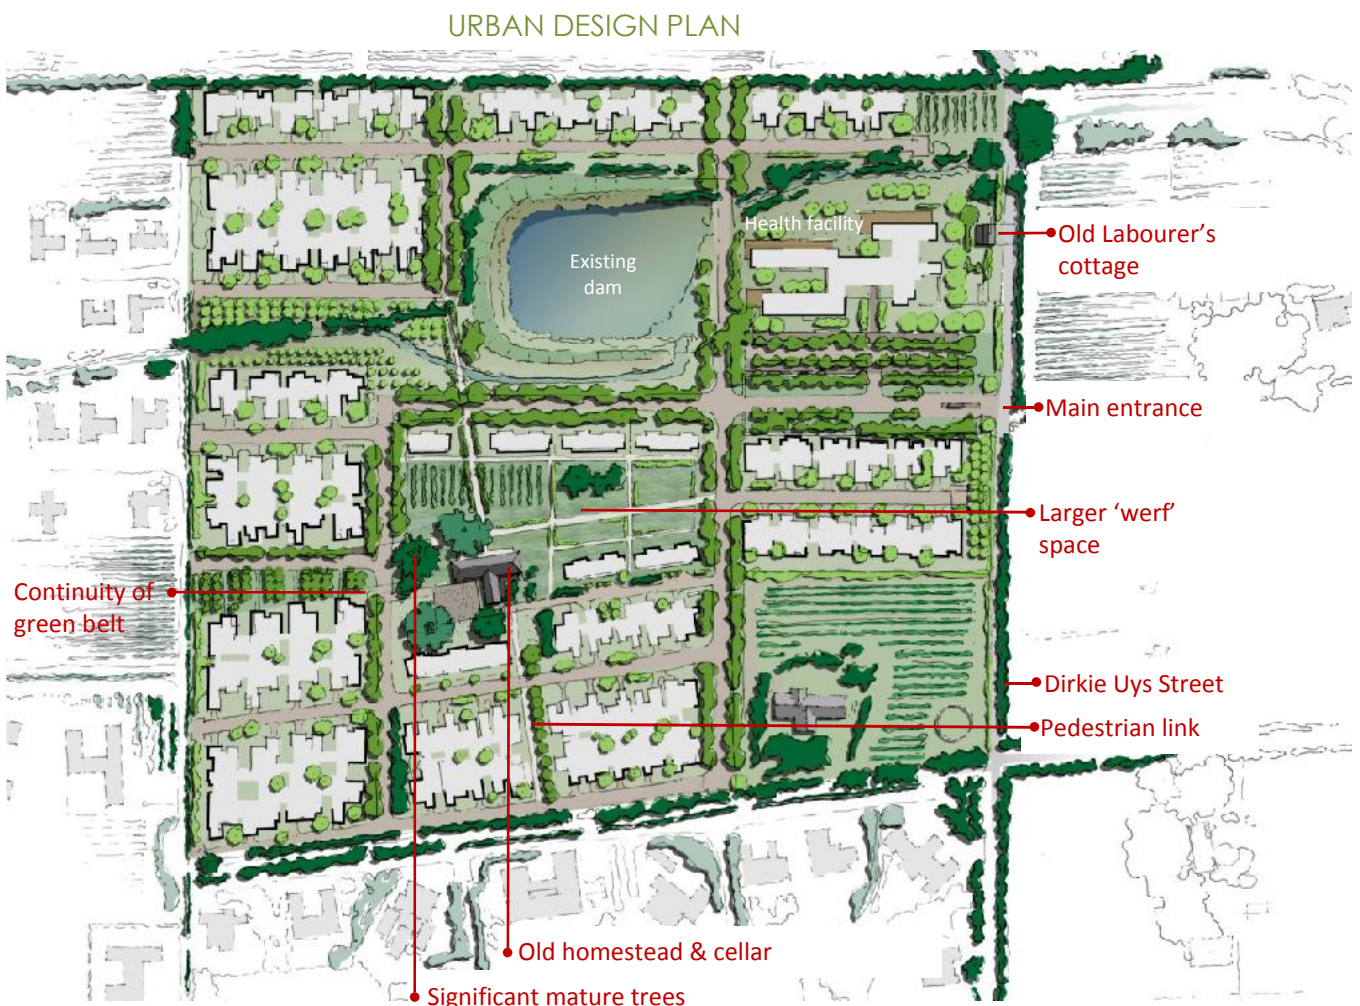 URBAN DESIGN PLAN
Health facility
Old Labourer’s
cottage
Existing
dam
Main entrance
Larger ‘werf’
space
Continuity of
green belt
Dirkie Uys Street
Pedestrian link
Old homestead & cellar
Significant mature trees